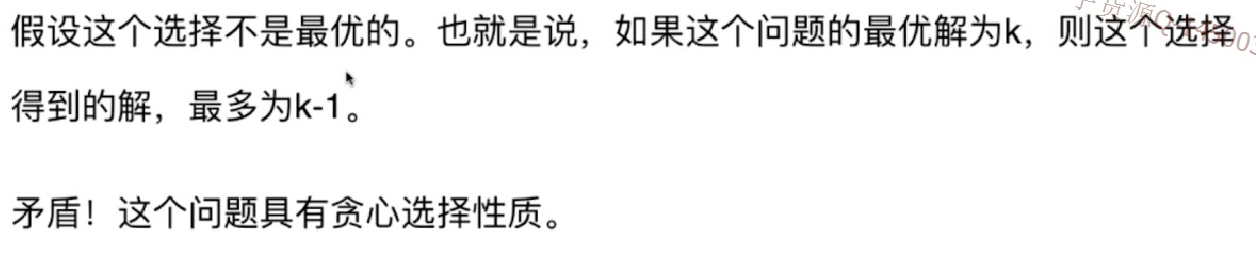 假设这个选择不是最优的。也就是说，如果这个问题的最优解为k，则这个选择
得到的解，最多为k-1。
矛盾！这个问题具有贪心选择性质。